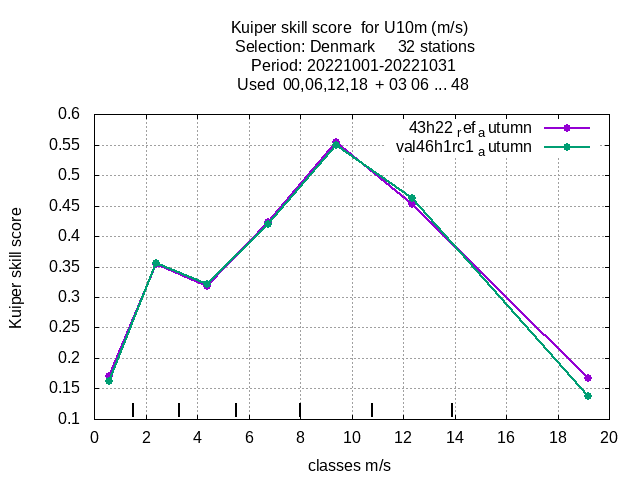 Kuiper skill score  for U10m (m/s)
Selection: Denmark     32 stations
Period: 20221001-20221031
Used  00,06,12,18  + 03 06 ... 48
0.6
43h22_ref_autumn
val46h1rc1_autumn
0.55
0.5
0.45
0.4
0.35
0.3
0.25
0.2
0.15
0.1
Kuiper skill score
0 2 4 6 8 10 12 14 16 18 20
classes m/s